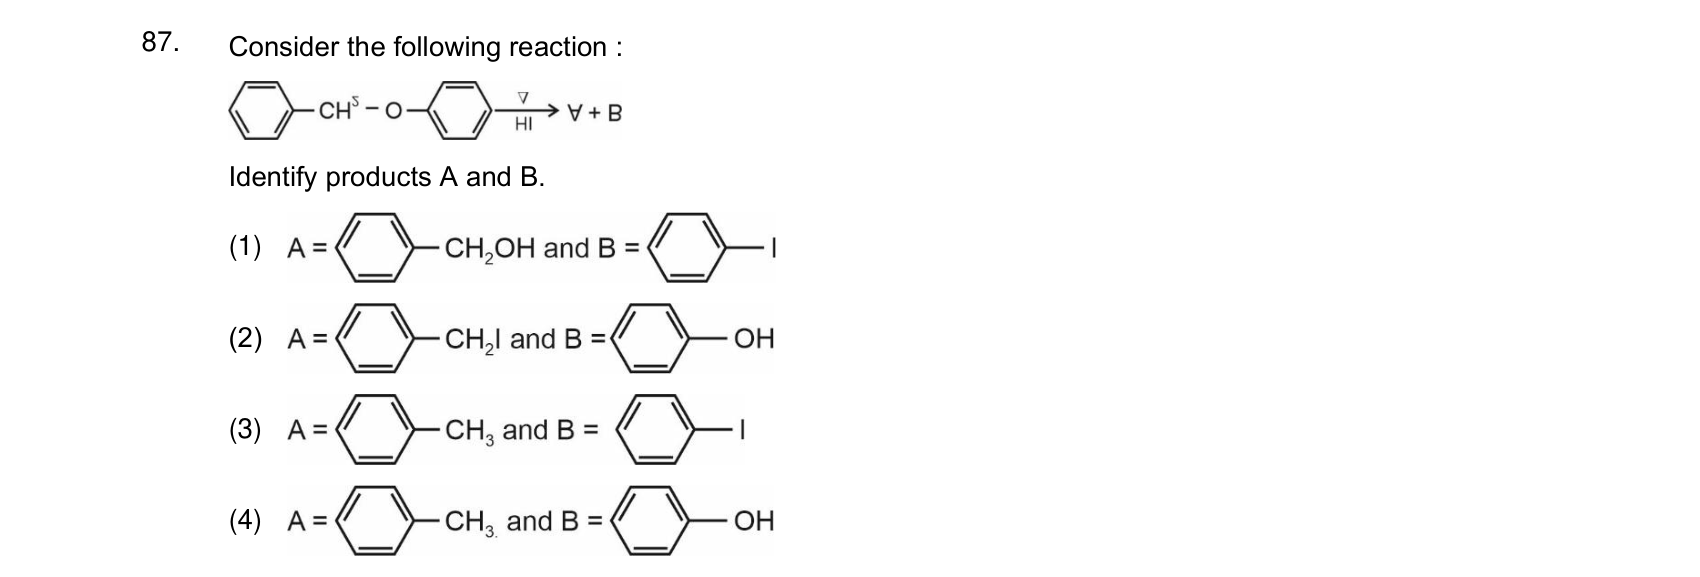 87. Consider the following reaction :
CH₂ – O Δ HI A + B
Identify products A and B.
(1) A = CH₂OH and B = I
(2) A = CH₂I and B = OH
(3) A = CH₃ and B = I
(4) A = CH₃. and B = OH